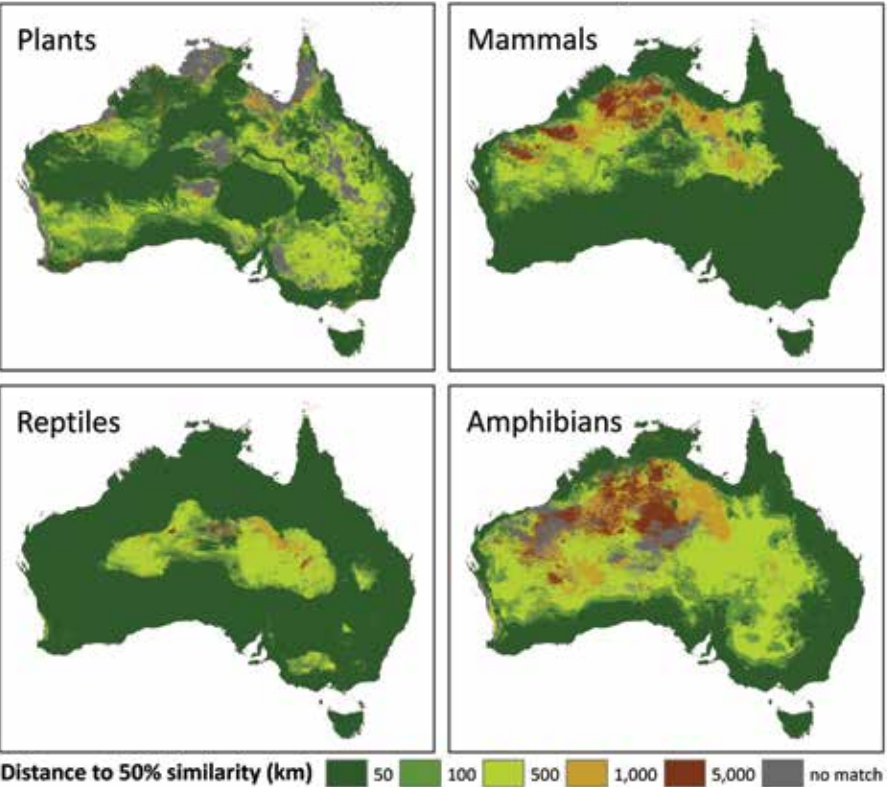 Plants
Mammals
Reptiles
Amphibians
Distance to 50% similarity (km) 50 100 500 1,000 5,000 no match